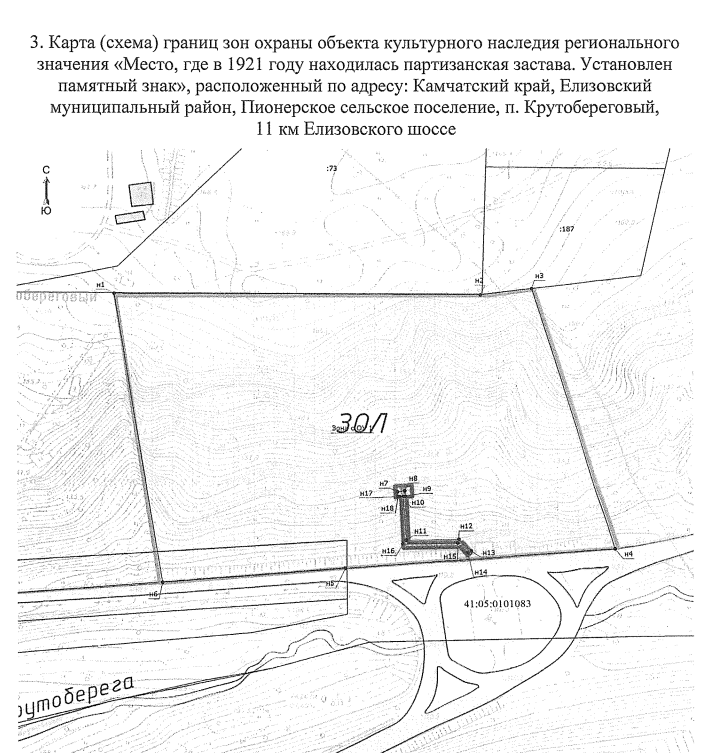 3. Карта (схема) границ зон охраны объекта культурного наследия регионального
значения «Место, где в 1921 году находилась партизанская застава. Установлен
памятный знак», расположенный по адресу: Камчатский край, Елизовский
муниципальный район, Пионерское сельское поселение, п. Крутобереговый,
11 км Елизовского шоссе
С
Ю
:73
:187
н1
н2
н3
обереговый
ЗОЛ
н7
н8
н17
н9
н18
н10
н11
н12
н16
н15
н13
н14
н4
н5
н6
41:05:0101083
рутоберега